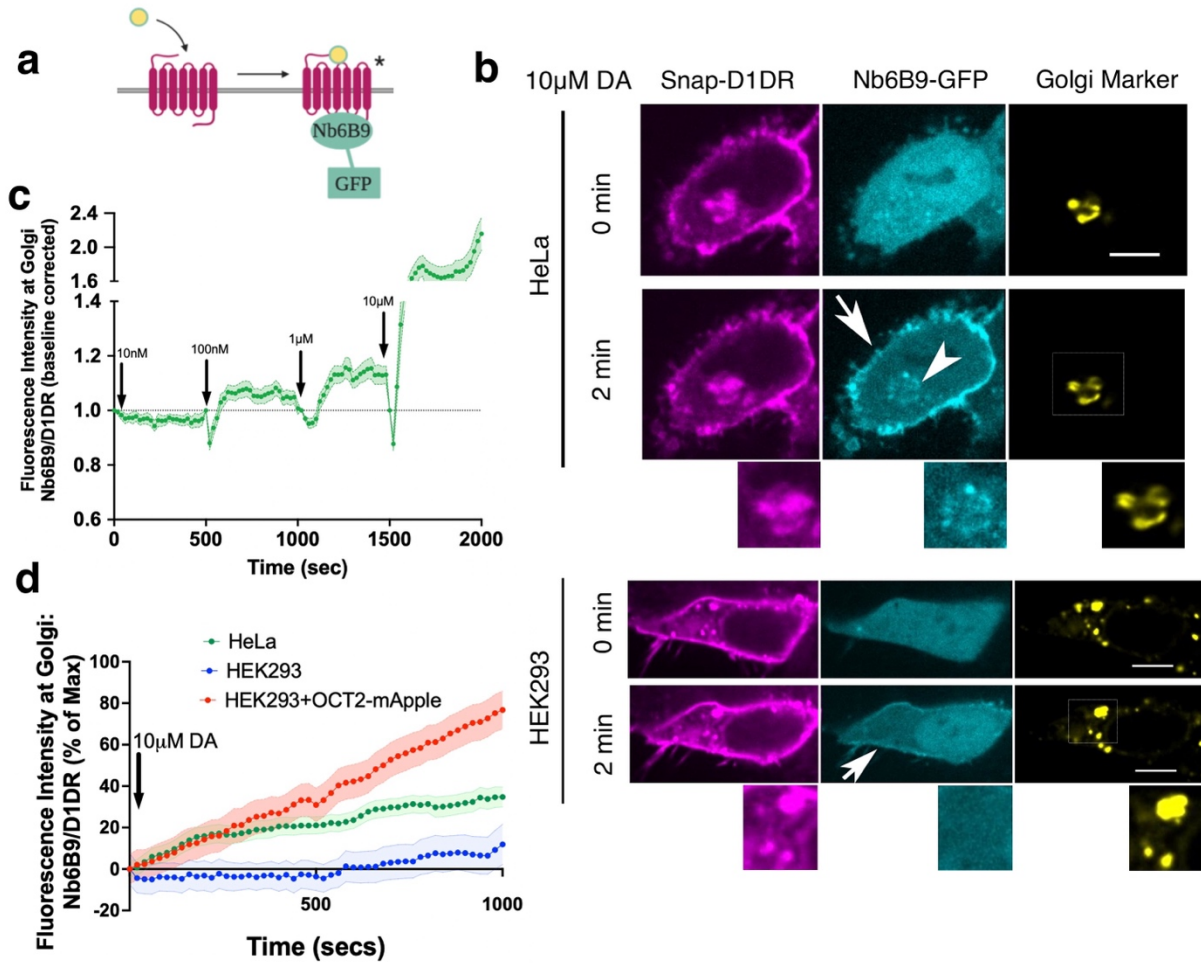 a
*
Nb6B9
GFP
b
10µM DA
Snap-D1DR
Nb6B9-GFP
Golgi Marker
HeLa
0 min
2 min
HEK293
0 min
2 min
c
Fluorescence Intensity at Golgi
Nb6B9/D1DR (baseline corrected)
2.4
2.0
1.6
1.4
1.2
1.0
0.8
0.6
10nM
100nM
1µM
10µM
0
500
1000
1500
2000
Time (sec)
d
Fluorescence Intensity at Golgi:
Nb6B9/D1DR (% of Max)
100
80
60
40
20
0
-20
HeLa
HEK293
HEK293+OCT2-mApple
10µM DA
500
1000
Time (secs)